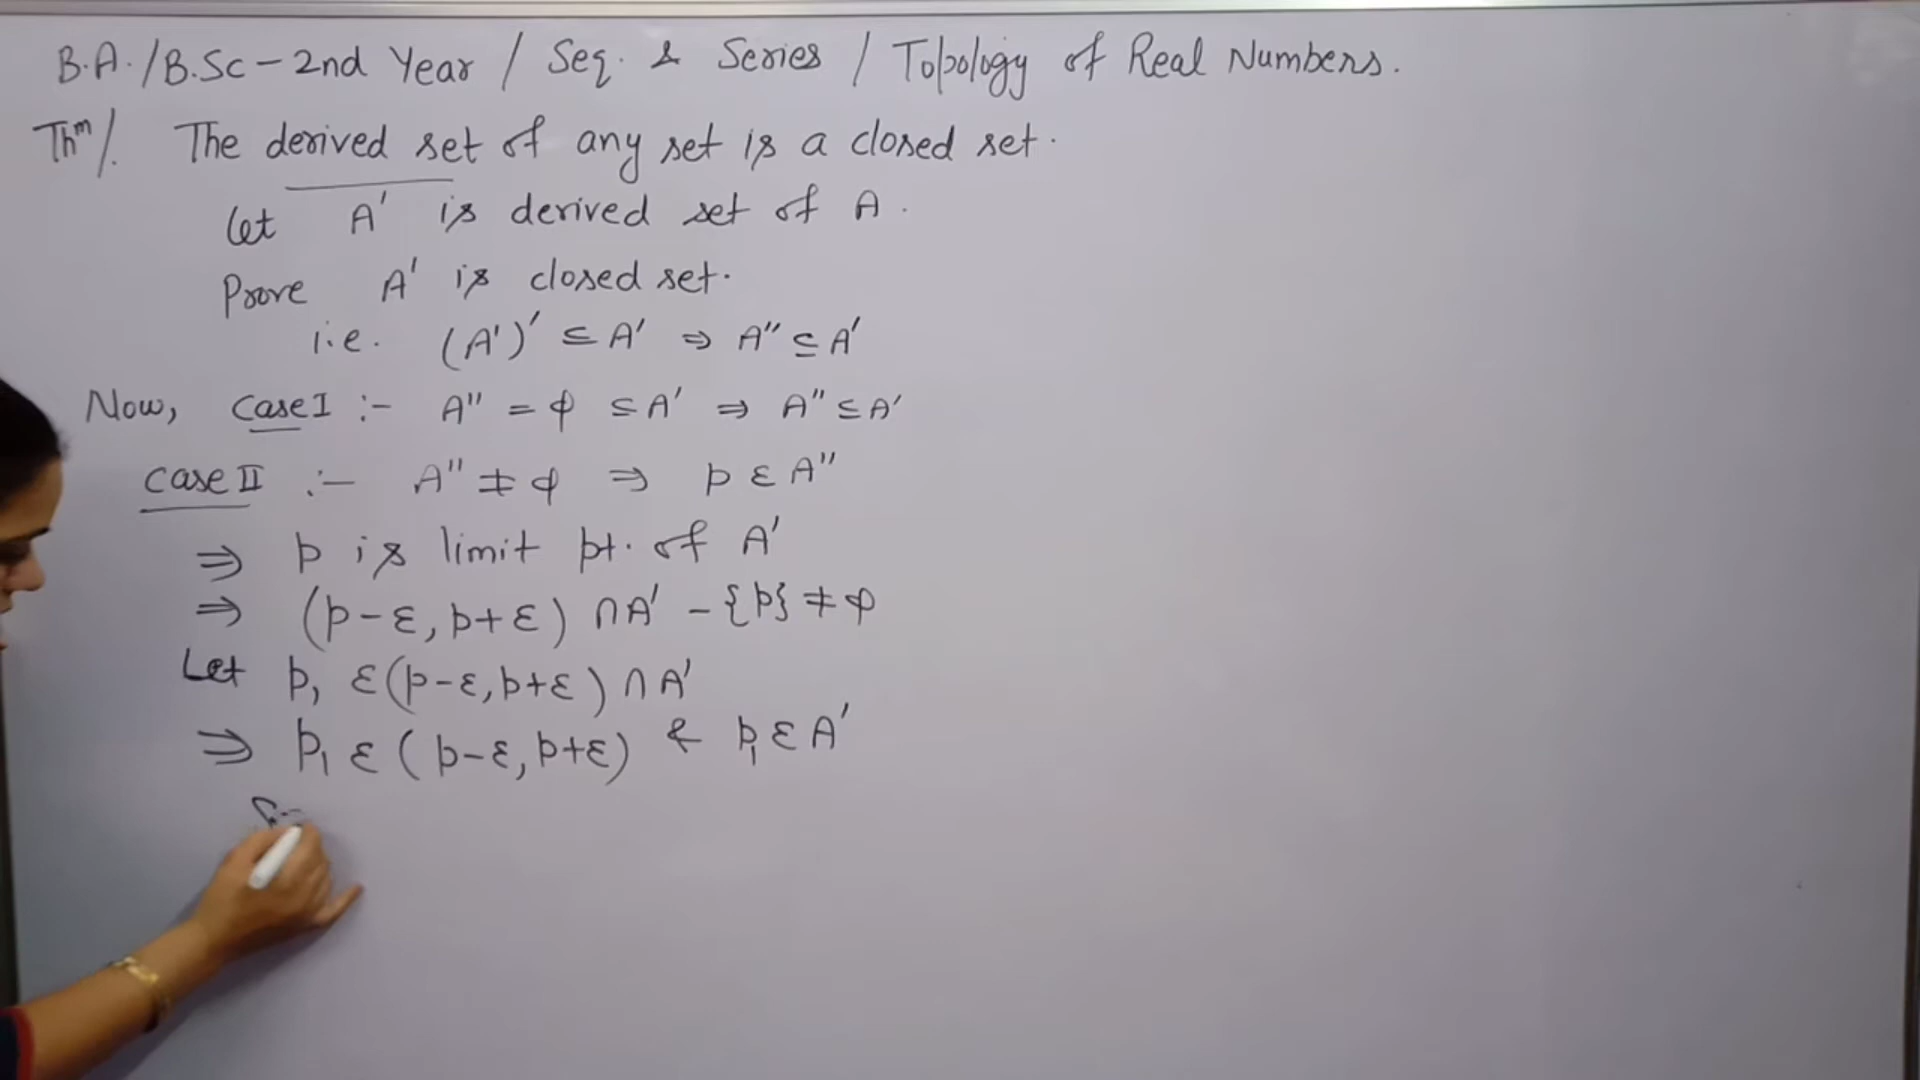 B.A./B.Sc - 2nd Year / Seq. & Series / Topology of Real Numbers.
Thm/. The derived set of any set is a closed set.
Let A' is derived set of A.
Prove A' is closed set.
i.e. (A')' ⊆ A' ⇒ A'' ⊆ A'
Now, Case I :- A'' = φ ⊆ A' ⇒ A'' ⊆ A'
Case II :- A'' ≠ φ ⇒ p ε A''
⇒ p is limit pt. of A'
⇒ (p-ε, p+ε) ∩ A' - {p} ≠ φ
Let p₁ ε (p-ε, p+ε) ∩ A'
⇒ p₁ ε (p-ε, p+ε) & p₁ ε A'